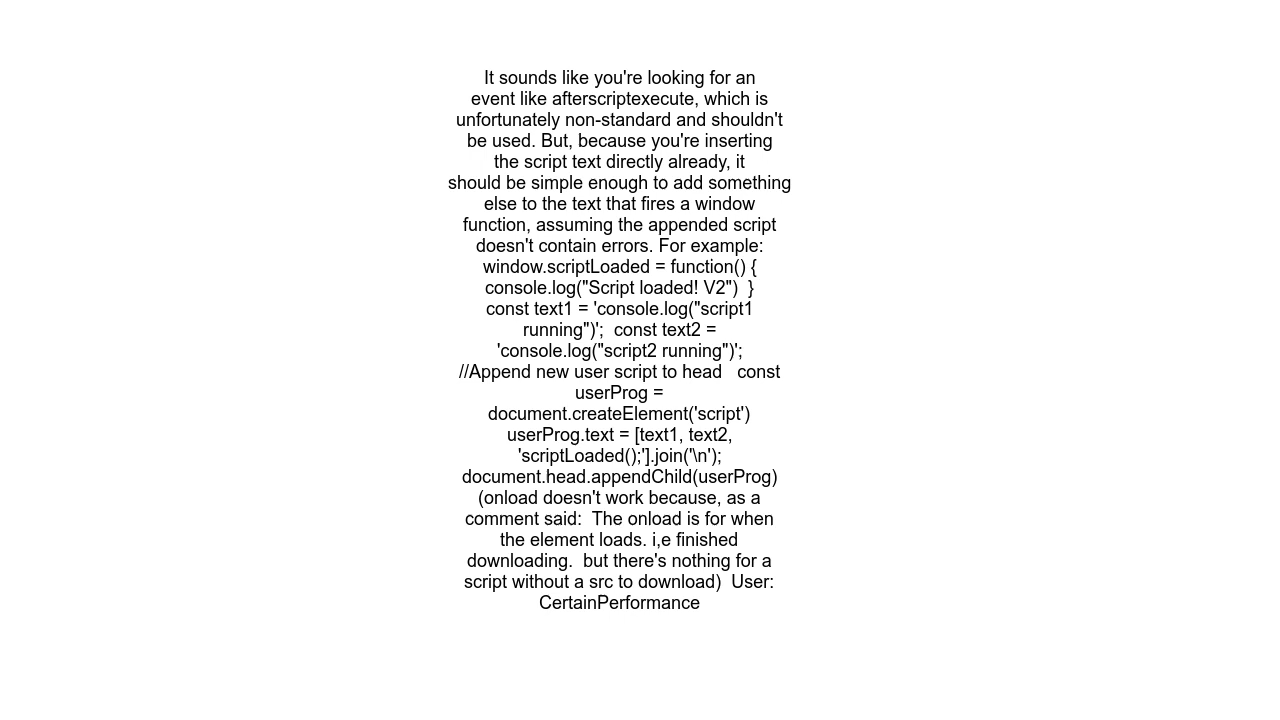 It sounds like you're looking for an
event like afterscriptexecute, which is
unfortunately non-standard and shouldn't
be used. But, because you're inserting
the script text directly already, it
should be simple enough to add something
else to the text that fires a window
function, assuming the appended script
doesn't contain errors. For example:
window.scriptLoaded = function() {
console.log("Script loaded! V2")  }
const text1 = 'console.log("script1
running")';  const text2 =
'console.log("script2 running")';
//Append new user script to head   const
userProg =
document.createElement('script')
userProg.text = [text1, text2,
'scriptLoaded();'].join('\n');
document.head.appendChild(userProg)
(onload doesn't work because, as a
comment said:  The onload is for when
the element loads. i,e finished
downloading.  but there's nothing for a
script without a src to download)  User:
CertainPerformance